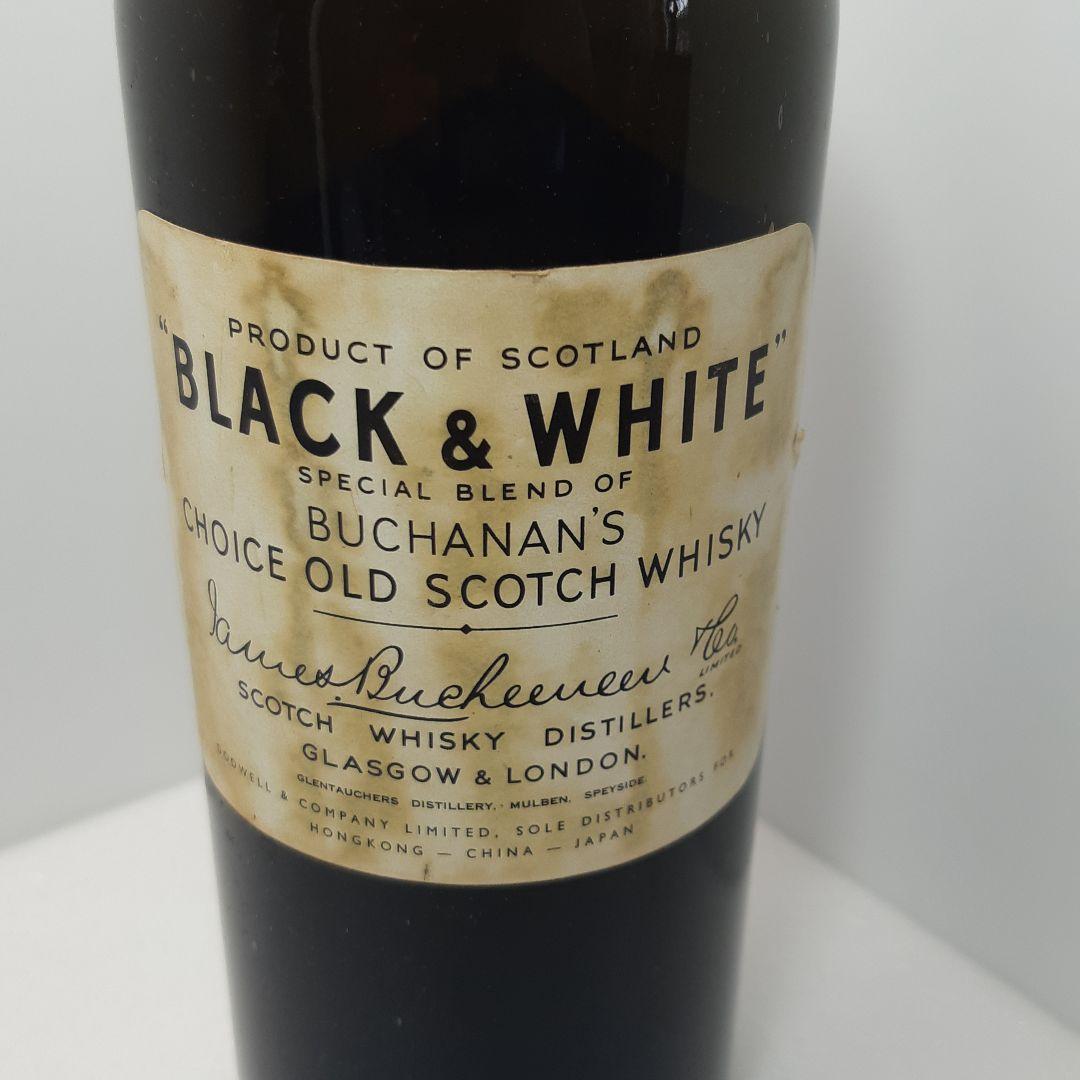 PRODUCT OF SCOTLAND
"BLACK & WHITE"
SPECIAL BLEND OF
BUCHANAN'S
CHOICE OLD SCOTCH WHISKY
James Buchanan & Co.
LIMITED
SCOTCH WHISKY DISTILLERS.
GLASGOW & LONDON.
GLENTAUCHERS DISTILLERY, MULBEN, SPEYSIDE.
DODWELL & COMPANY LIMITED, SOLE DISTRIBUTORS FOR
HONGKONG — CHINA — JAPAN